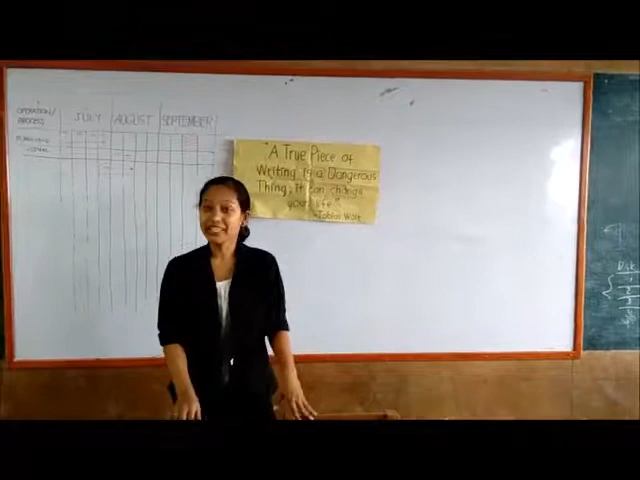 OPERATION/
PROCESS
JULY
AUGUST
SEPTEMBER
"A True Piece of
Writing is a Dangerous
Thing; it can change
your life"
-Tobias Wolf